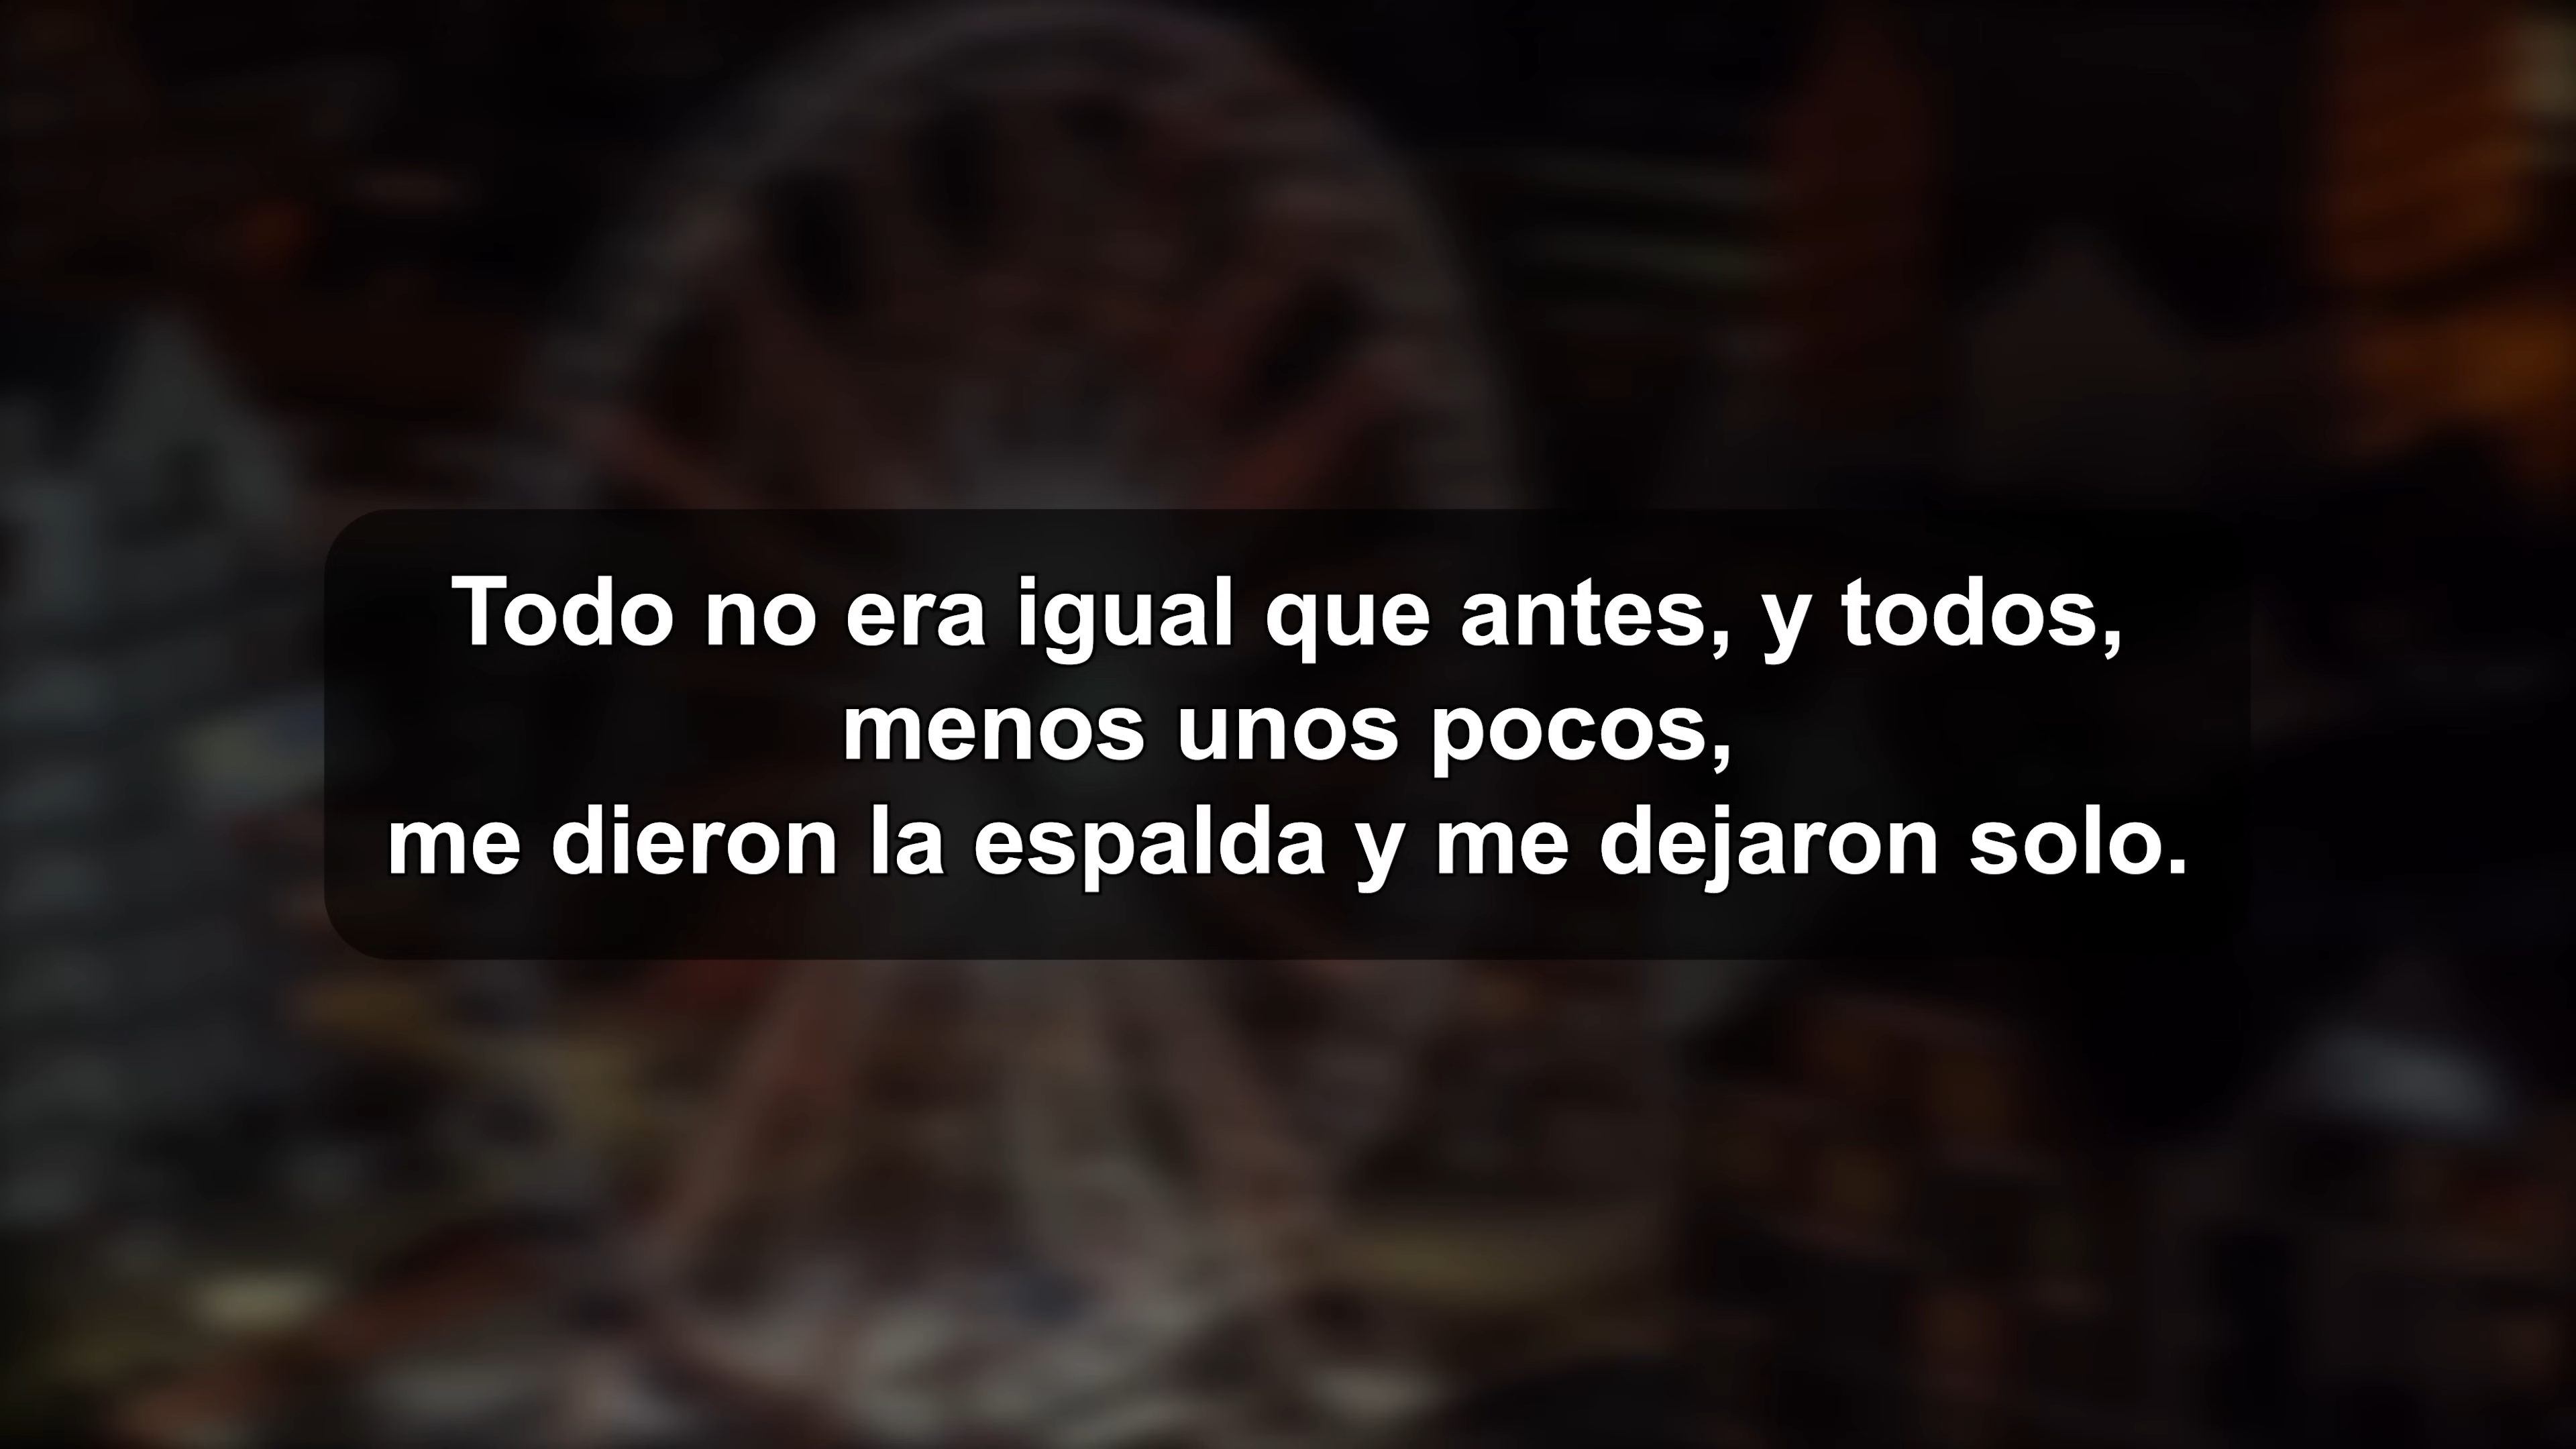 Todo no era igual que antes, y todos,
menos unos pocos,
me dieron la espalda y me dejaron solo.